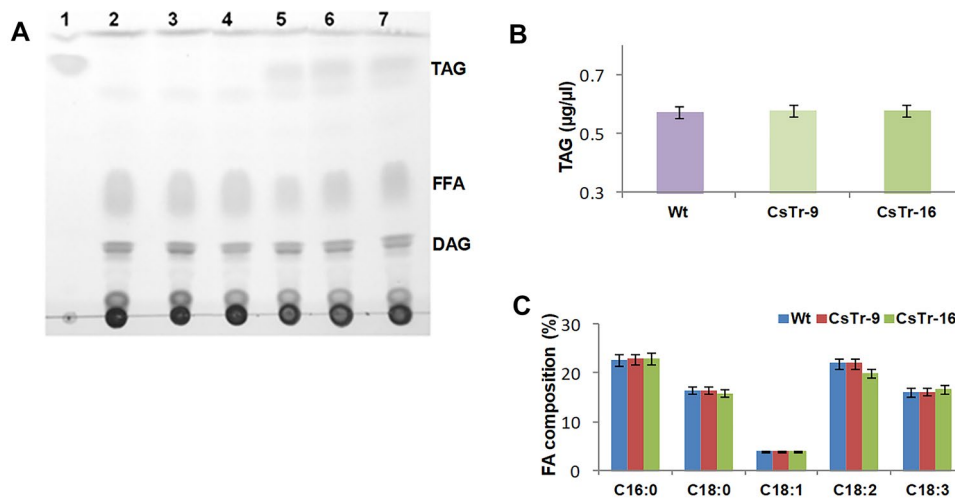 A
1 2 3 4 5 6 7
TAG
FFA
DAG
B
TAG (µg/µl)
0.7
0.5
0.3
Wt CsTr-9 CsTr-16
C
FA composition (%)
Wt CsTr-9 CsTr-16
30
20
10
0
C16:0 C18:0 C18:1 C18:2 C18:3